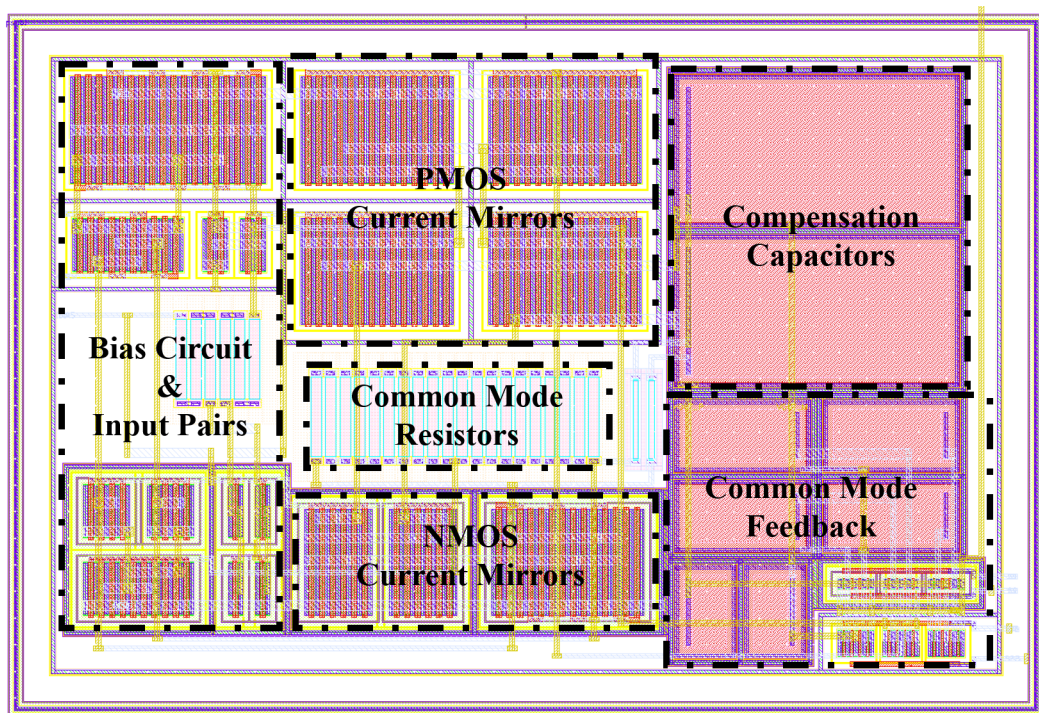 PMOS
Current Mirrors
Compensation
Capacitors
Bias Circuit
&
Input Pairs
Common Mode
Resistors
NMOS
Current Mirrors
Common Mode
Feedback